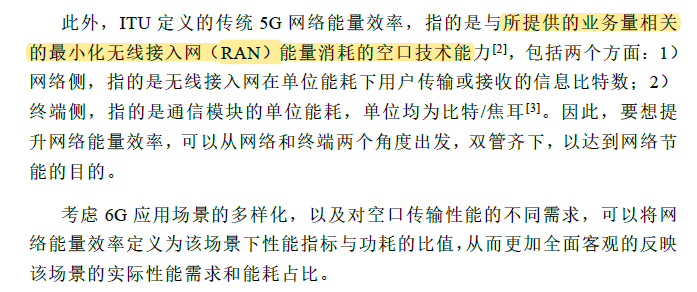 此外，ITU 定义的传统 5G 网络能量效率，指的是与所提供的业务量相关
的最小化无线接入网（RAN）能量消耗的空口技术能力[2]，包括两个方面：1）
网络侧，指的是无线接入网在单位能耗下用户传输或接收的信息比特数；2）
终端侧，指的是通信模块的单位能耗，单位均为比特/焦耳[3]。因此，要想提
升网络能量效率，可以从网络和终端两个角度出发，双管齐下，以达到网络节
能的目的。
考虑 6G 应用场景的多样化，以及对空口传输性能的不同需求，可以将网
络能量效率定义为该场景下性能指标与功耗的比值，从而更加全面客观的反映
该场景的实际性能需求和能耗占比。